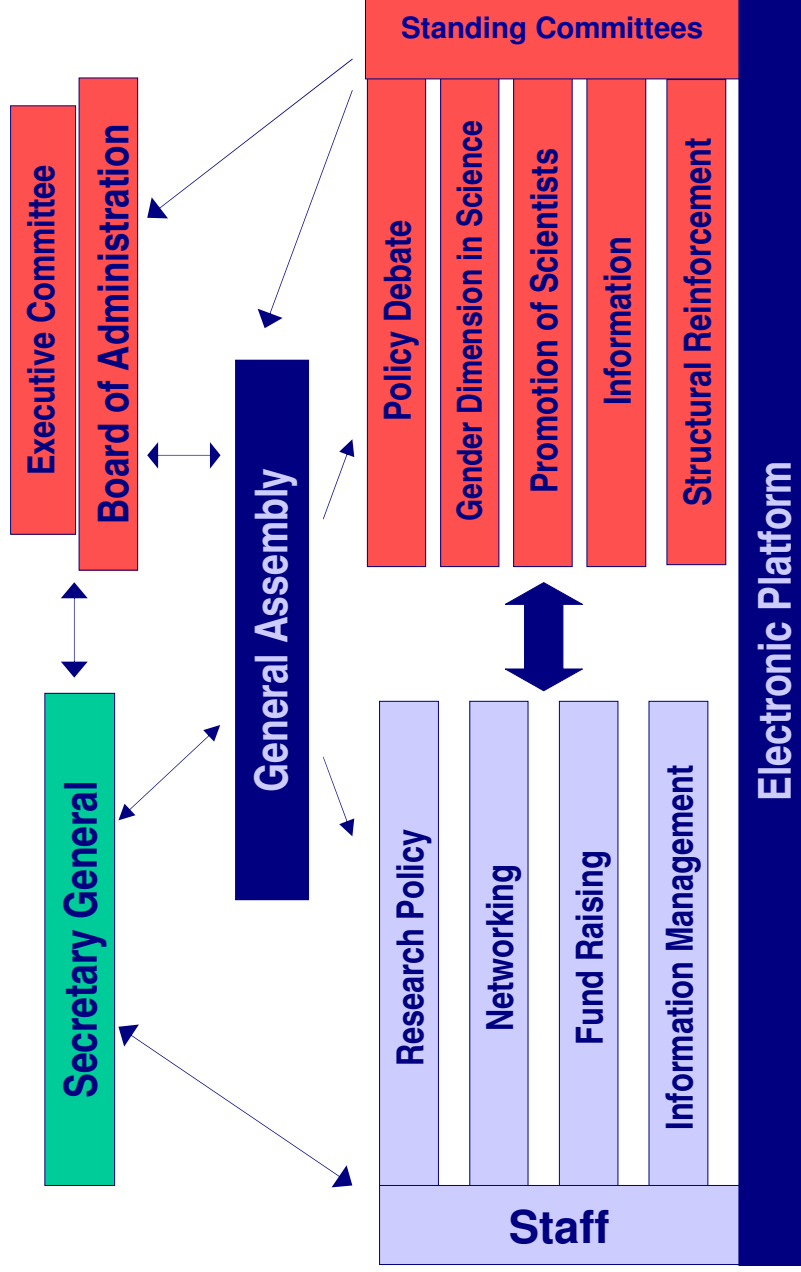 Secretary General
Executive Committee
Board of Administration
General Assembly
Staff
Research Policy
Networking
Fund Raising
Information Management
Standing Committees
Policy Debate
Gender Dimension in Science
Promotion of Scientists
Information
Structural Reinforcement
Electronic Platform